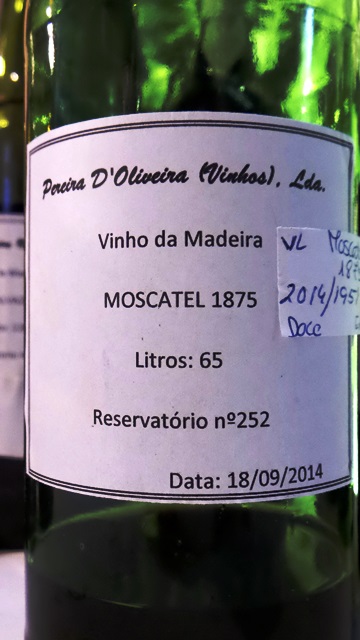 Pereira D'Oliveira (Vinhos), Lda.
Vinho da Madeira
MOSCATEL 1875
Litros: 65
Reservatório nº252
Data: 18/09/2014
VL
2014/195
Doce